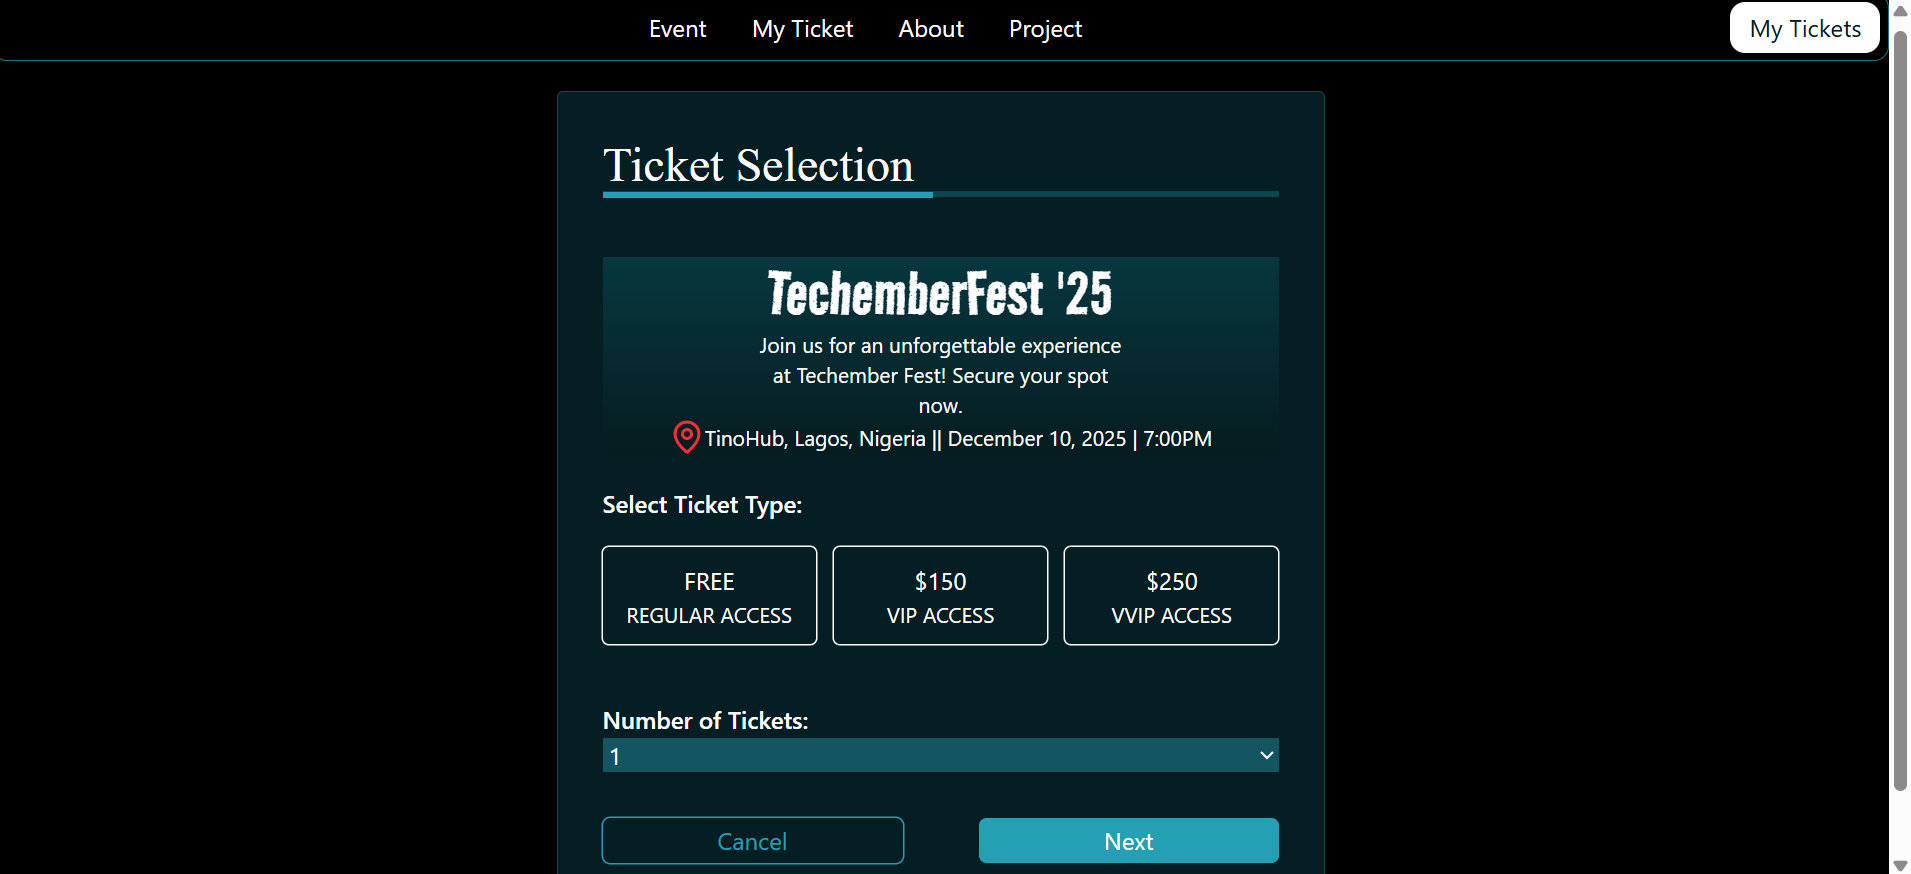 Event My Ticket About Project My Tickets
Ticket Selection
TechemberFest '25
Join us for an unforgettable experience
at Techember Fest! Secure your spot
now.
TinoHub, Lagos, Nigeria || December 10, 2025 | 7:00PM
Select Ticket Type:
FREE
REGULAR ACCESS
$150
VIP ACCESS
$250
VVIP ACCESS
Number of Tickets:
1
Cancel Next